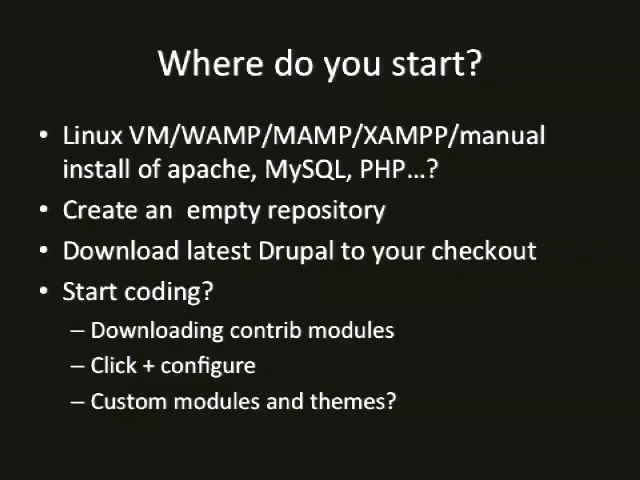 Where do you start?
• Linux VM/WAMP/MAMP/XAMPP/manual
install of apache, MySQL, PHP...?
• Create an  empty repository
• Download latest Drupal to your checkout
• Start coding?
– Downloading contrib modules
– Click + configure
– Custom modules and themes?